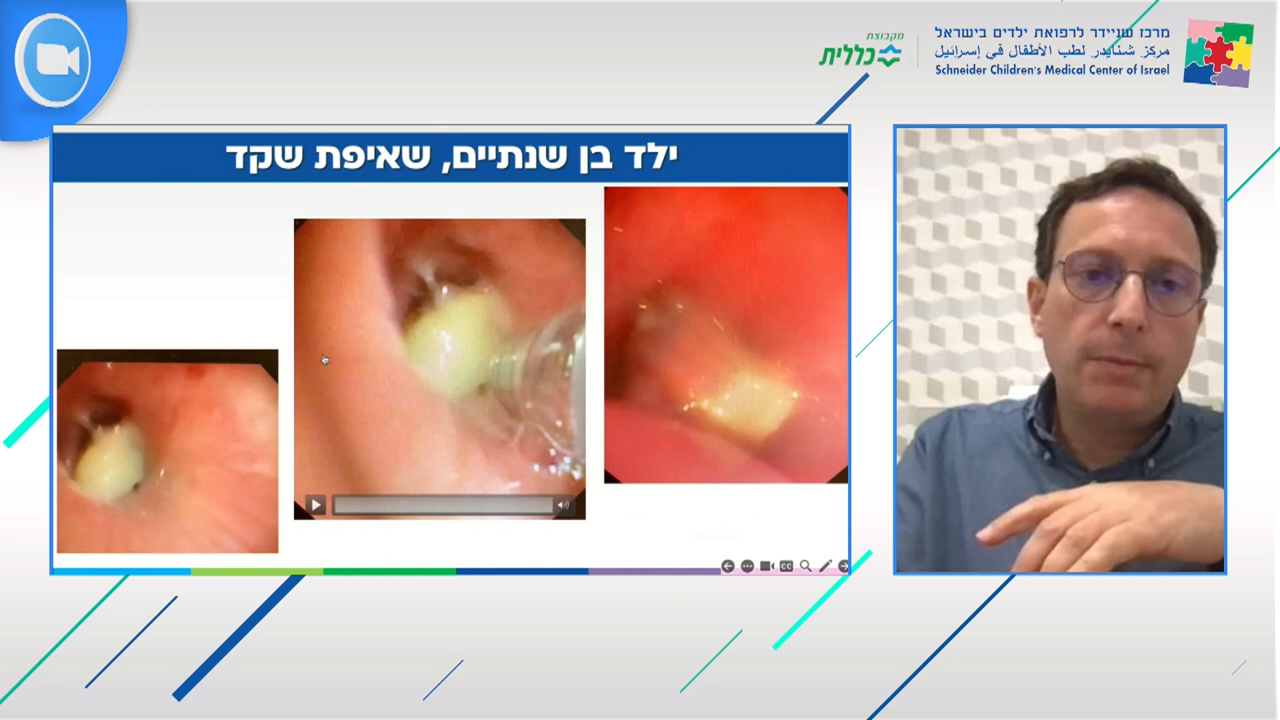 מקבוצת
כללית
מרכז שניידר לרפואת ילדים בישראל
مركز شنايدر لطب الأطفال في إسرائيل
Schneider Children's Medical Center of Israel
ילד בן שנתיים, שאיפת שקד
CC